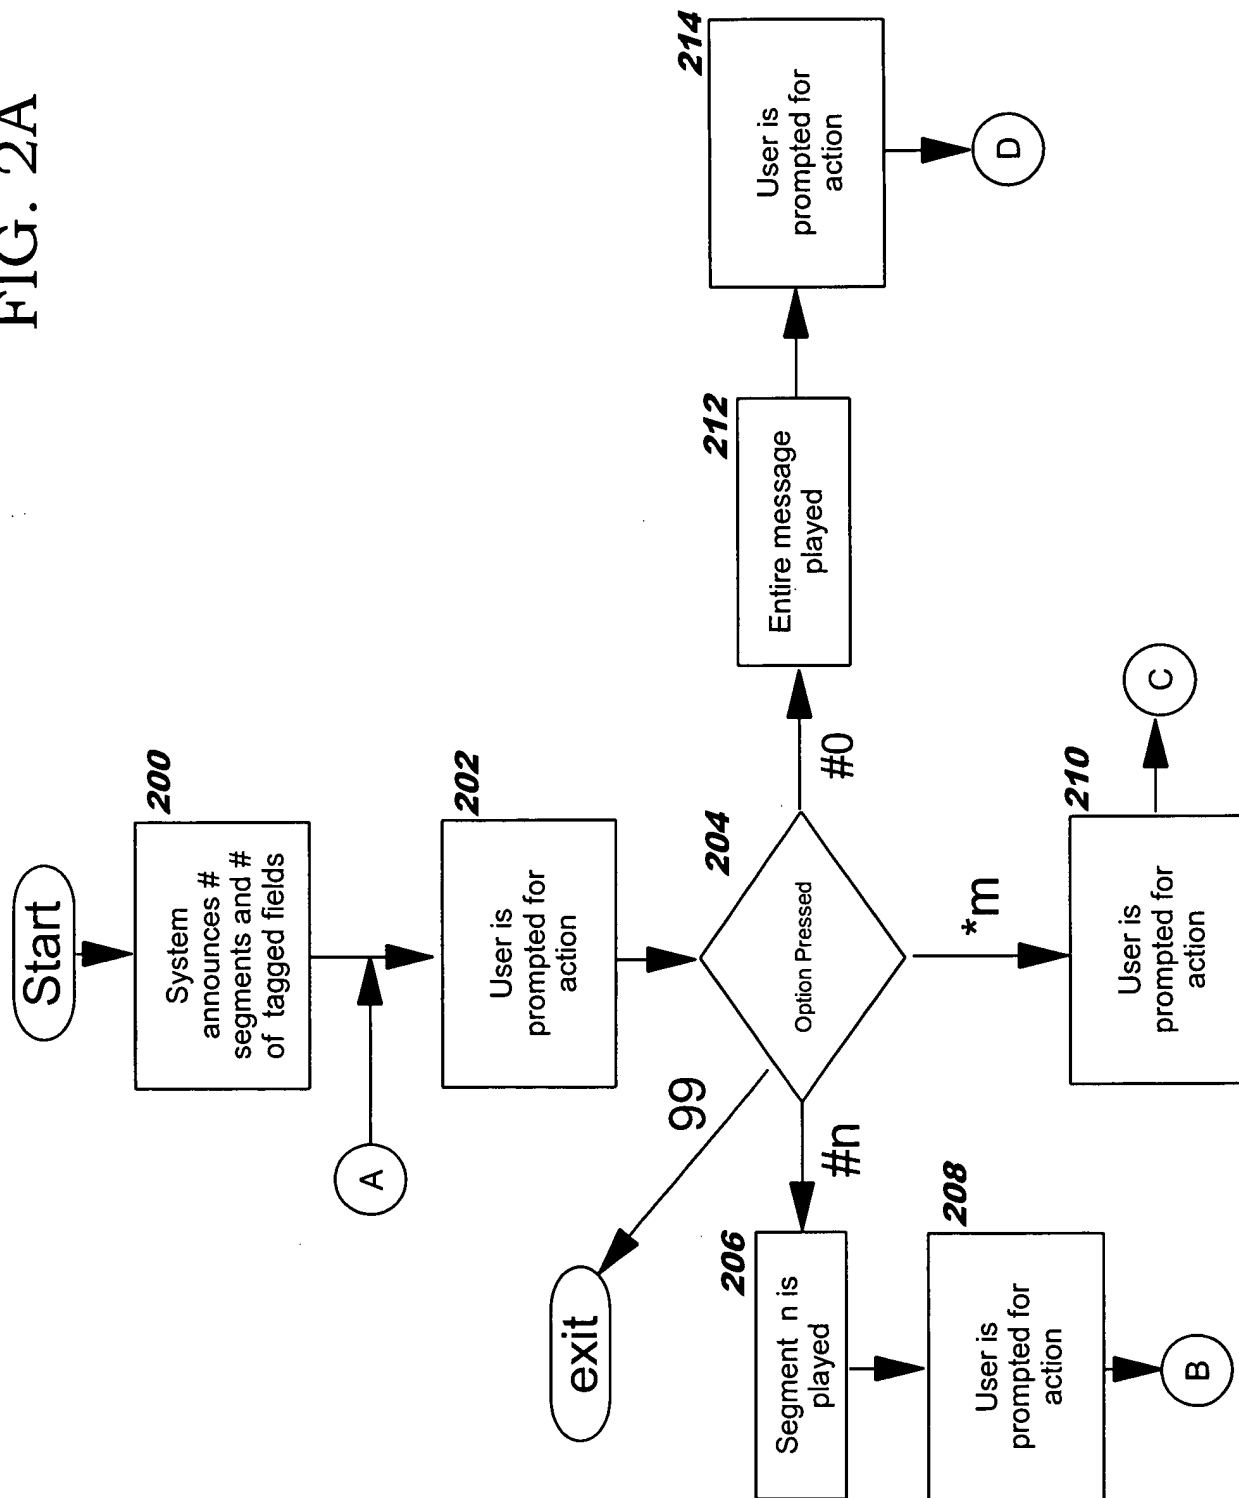 FIG. 2A
Start
200
System
announces #
segments and #
of tagged fields
A
202
User is
prompted for
action
204
Option Pressed
99
exit
#n
206
Segment n is
played
208
User is
prompted for
action
B
*m
210
User is
prompted for
action
C
#0
212
Entire message
played
214
User is
prompted for
action
D